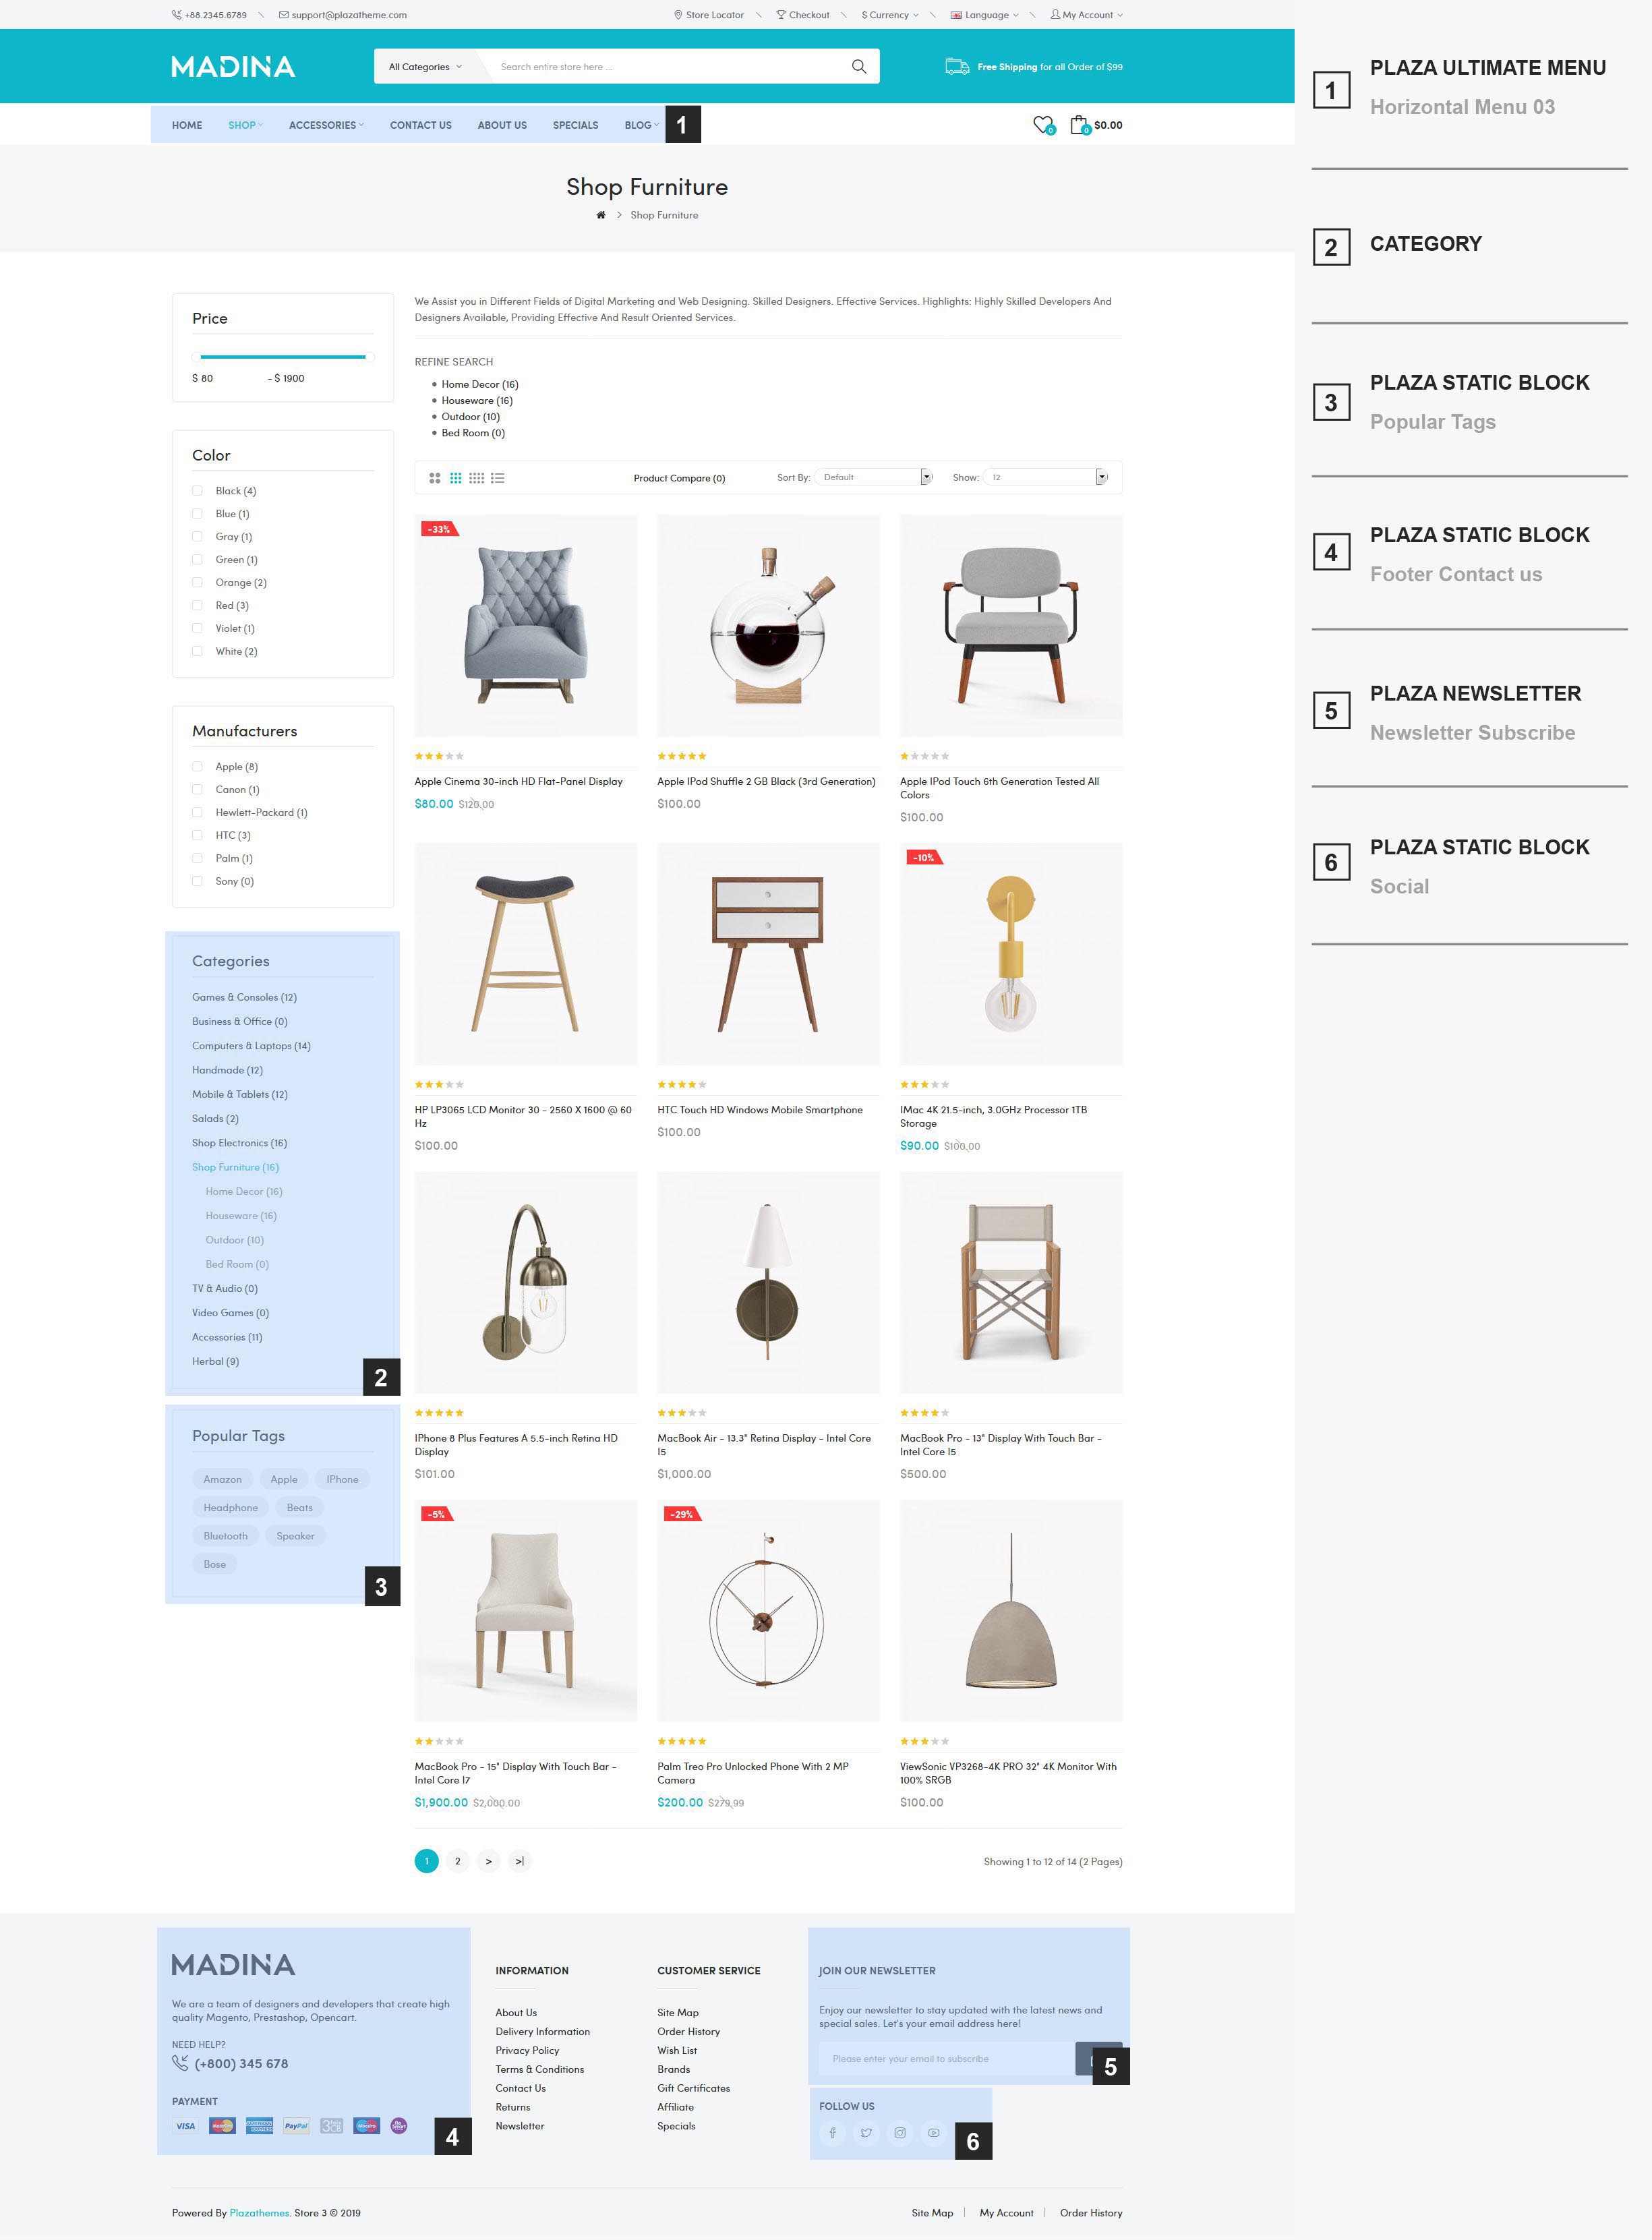 +88.2345.6789
support@plazatheme.com
Store Locator
Checkout
$ Currency
Language
My Account
MADINA
All Categories
Search entire store here ...
Free Shipping for all Order of $99
HOME
SHOP
ACCESSORIES
CONTACT US
ABOUT US
SPECIALS
BLOG
1
0
0
$0.00
Shop Furniture
Shop Furniture
Price
$ 80 - $ 1900
Color
Black (4)
Blue (1)
Gray (1)
Green (1)
Orange (2)
Red (3)
Violet (1)
White (2)
Manufacturers
Apple (8)
Canon (1)
Hewlett-Packard (1)
HTC (3)
Palm (1)
Sony (0)
Categories
Games & Consoles (12)
Business & Office (0)
Computers & Laptops (14)
Handmade (12)
Mobile & Tablets (12)
Salads (2)
Shop Electronics (16)
Shop Furniture (16)
Home Decor (16)
Houseware (16)
Outdoor (10)
Bed Room (0)
TV & Audio (0)
Video Games (0)
Accessories (11)
Herbal (9)
2
Popular Tags
Amazon
Apple
IPhone
Headphone
Beats
Bluetooth
Speaker
Bose
3
We Assist you in Different Fields of Digital Marketing and Web Designing. Skilled Designers. Effective Services. Highlights: Highly Skilled Developers And
Designers Available, Providing Effective And Result Oriented Services.
REFINE SEARCH
Home Decor (16)
Houseware (16)
Outdoor (10)
Bed Room (0)
Product Compare (0)
Sort By: Default
Show: 12
-33%
Apple Cinema 30-inch HD Flat-Panel Display
$80.00 $120.00
Apple IPod Shuffle 2 GB Black (3rd Generation)
$100.00
Apple IPod Touch 6th Generation Tested All
Colors
$100.00
HP LP3065 LCD Monitor 30 - 2560 X 1600 @ 60
Hz
$100.00
HTC Touch HD Windows Mobile Smartphone
$100.00
-10%
IMac 4K 21.5-inch, 3.0GHz Processor 1TB
Storage
$90.00 $100.00
IPhone 8 Plus Features A 5.5-inch Retina HD
Display
$101.00
MacBook Air - 13.3" Retina Display - Intel Core
I5
$1,000.00
MacBook Pro - 13" Display With Touch Bar -
Intel Core I5
$500.00
-5%
MacBook Pro - 15" Display With Touch Bar -
Intel Core I7
$1,900.00 $2,000.00
-29%
Palm Treo Pro Unlocked Phone With 2 MP
Camera
$200.00 $279.99
ViewSonic VP3268-4K PRO 32" 4K Monitor With
100% SRGB
$100.00
1 2 > >|
Showing 1 to 12 of 14 (2 Pages)
MADINA
We are a team of designers and developers that create high
quality Magento, Prestashop, Opencart.
NEED HELP?
(+800) 345 678
PAYMENT
VISA
PayPal
4
INFORMATION
About Us
Delivery Information
Privacy Policy
Terms & Conditions
Contact Us
Returns
Newsletter
CUSTOMER SERVICE
Site Map
Order History
Wish List
Brands
Gift Certificates
Affiliate
Specials
JOIN OUR NEWSLETTER
Enjoy our newsletter to stay updated with the latest news and
special sales. Let's your email address here!
Please enter your email to subscribe
5
FOLLOW US
6
Powered By Plazathemes. Store 3 © 2019
Site Map
My Account
Order History
1
PLAZA ULTIMATE MENU
Horizontal Menu 03
2
CATEGORY
3
PLAZA STATIC BLOCK
Popular Tags
4
PLAZA STATIC BLOCK
Footer Contact us
5
PLAZA NEWSLETTER
Newsletter Subscribe
6
PLAZA STATIC BLOCK
Social